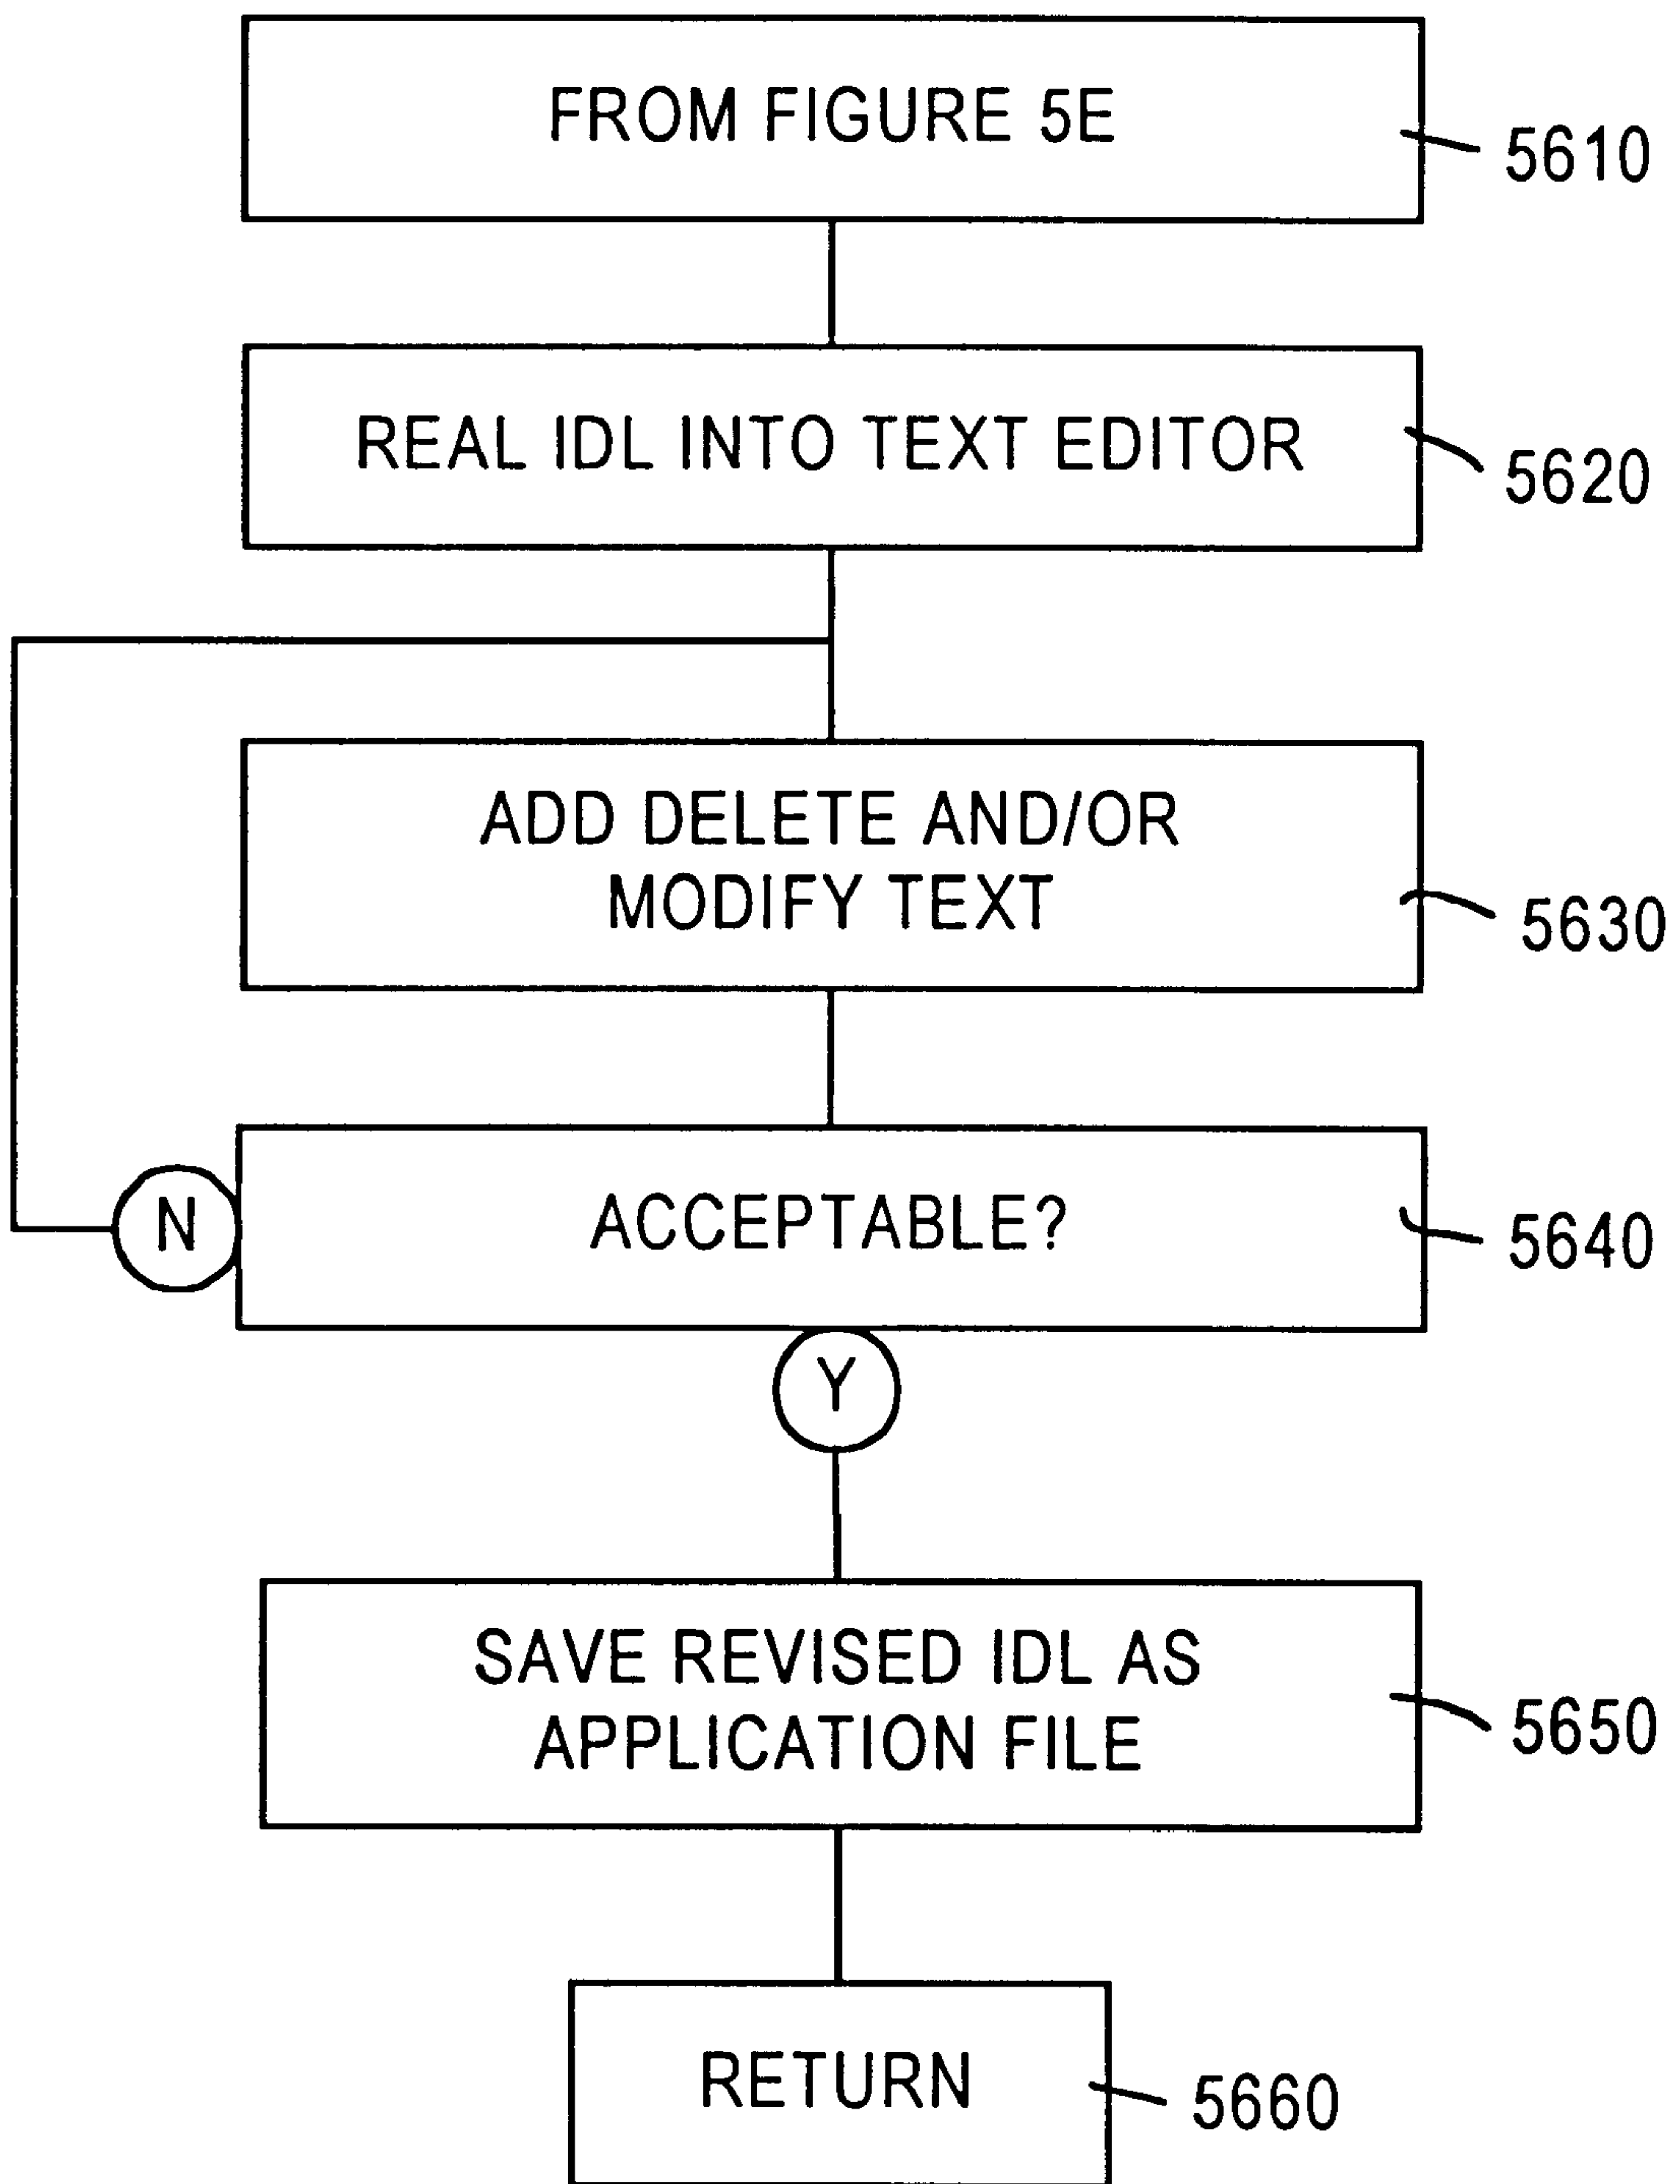 FROM FIGURE 5E
5610
REAL IDL INTO TEXT EDITOR
5620
ADD DELETE AND/OR
MODIFY TEXT
5630
ACCEPTABLE?
5640
N
Y
SAVE REVISED IDL AS
APPLICATION FILE
5650
RETURN
5660